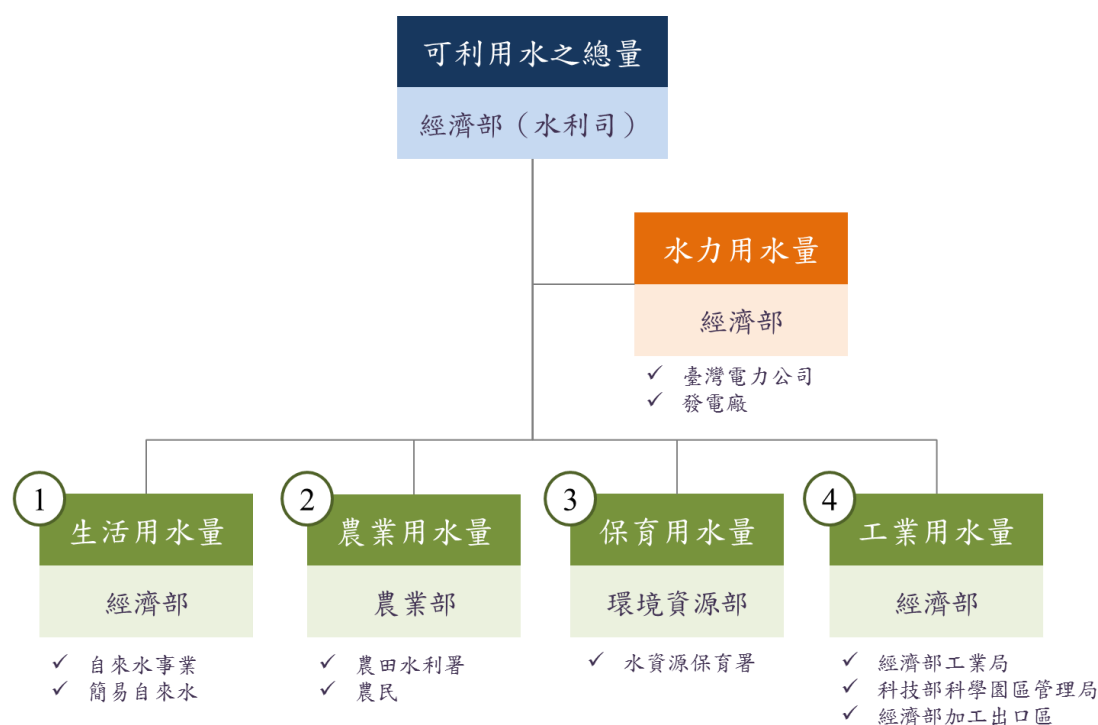 可利用水之總量
經濟部（水利司）
水力用水量
經濟部
✓ 臺灣電力公司
✓ 發電廠
1
生活用水量
經濟部
✓ 自來水事業
✓ 簡易自來水
2
農業用水量
農業部
✓ 農田水利署
✓ 農民
3
保育用水量
環境資源部
✓ 水資源保育署
4
工業用水量
經濟部
✓ 經濟部工業局
✓ 科技部科學園區管理局
✓ 經濟部加工出口區